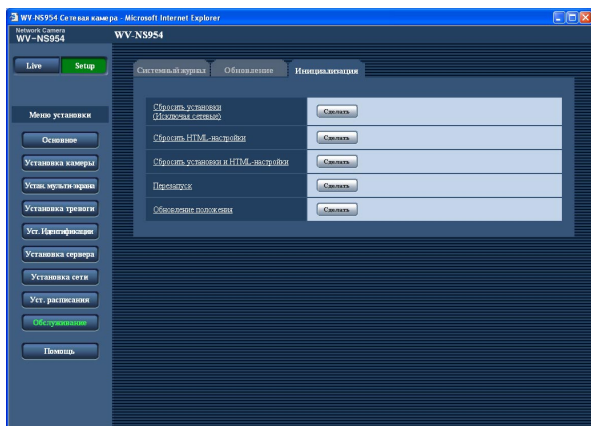 WV-NS954 Сетевая камера - Microsoft Internet Explorer
Network Camera
WV-NS954
WV-NS954
Live Setup
Системный журнал Обновление Инициализация
Меню установки
Основное
Установка камеры
Устан. мульти-экрана
Установка тревоги
Уст. Идентификации
Установка сервера
Установка сети
Уст. расписания
Обслуживание
Помощь
Сбросить установки
(Исключая сетевые)
Сделать
Сбросить HTML-настройки
Сделать
Сбросить установки и HTML-настройки
Сделать
Перезапуск
Сделать
Обновление положения
Сделать